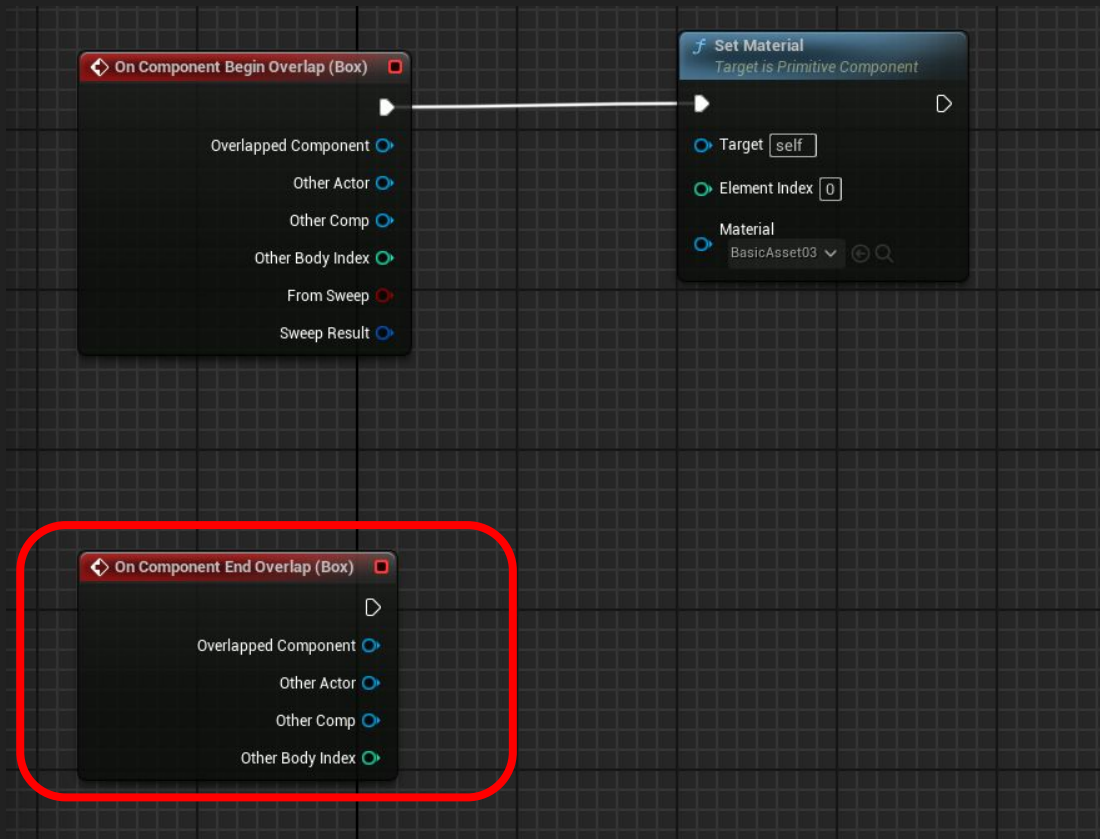 On Component Begin Overlap (Box)
Overlapped Component
Other Actor
Other Comp
Other Body Index
From Sweep
Sweep Result
f Set Material
Target is Primitive Component
Target self
Element Index 0
Material
BasicAsset03
On Component End Overlap (Box)
Overlapped Component
Other Actor
Other Comp
Other Body Index